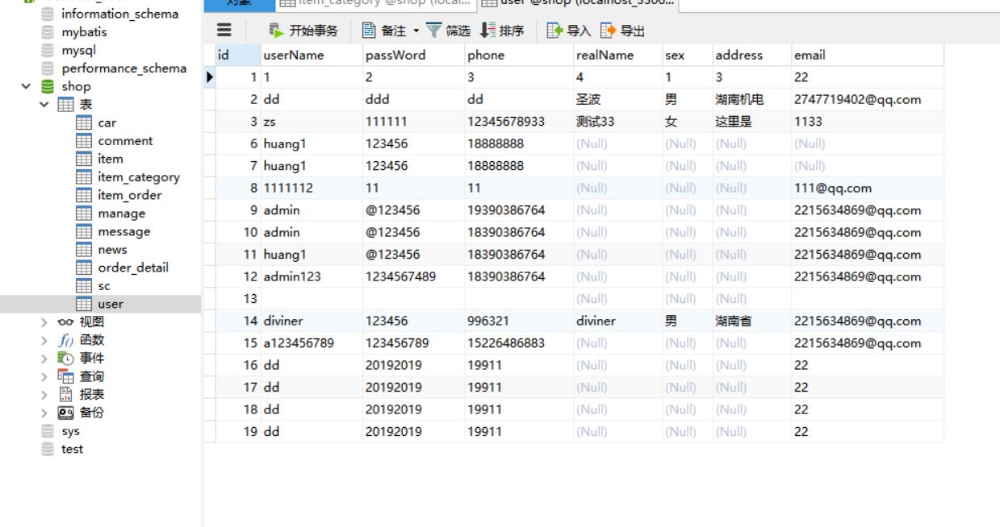 information_schema
mybatis
mysql
performance_schema
shop
表
car
comment
item
item_category
item_order
manage
message
news
order_detail
sc
user
视图
f() 函数
事件
查询
报表
备份
sys
test
对象 item_category @shop (local... user @shop (localhost_3306...
开始事务 备注 筛选 排序 导入 导出
id userName passWord phone realName sex address email
1 1 2 3 4 1 3 22
2 dd ddd dd 圣波 男 湖南机电 2747719402@qq.com
3 zs 111111 12345678933 测试33 女 这里是 1133
6 huang1 123456 18888888 (Null) (Null) (Null) (Null)
7 huang1 123456 18888888 (Null) (Null) (Null) (Null)
8 1111112 11 11 (Null) (Null) (Null) 111@qq.com
9 admin @123456 19390386764 (Null) (Null) (Null) 2215634869@qq.com
10 admin @123456 18390386764 (Null) (Null) (Null) 2215634869@qq.com
11 huang1 @123456 18390386764 (Null) (Null) (Null) 2215634869@qq.com
12 admin123 1234567489 18390386764 (Null) (Null) (Null) 2215634869@qq.com
13 (Null) (Null) (Null)
14 diviner 123456 996321 diviner 男 湖南省 2215634869@qq.com
15 a123456789 123456789 15226486883 (Null) (Null) (Null) 2215634869@qq.com
16 dd 20192019 19911 (Null) (Null) (Null) 22
17 dd 20192019 19911 (Null) (Null) (Null) 22
18 dd 20192019 19911 (Null) (Null) (Null) 22
19 dd 20192019 19911 (Null) (Null) (Null) 22